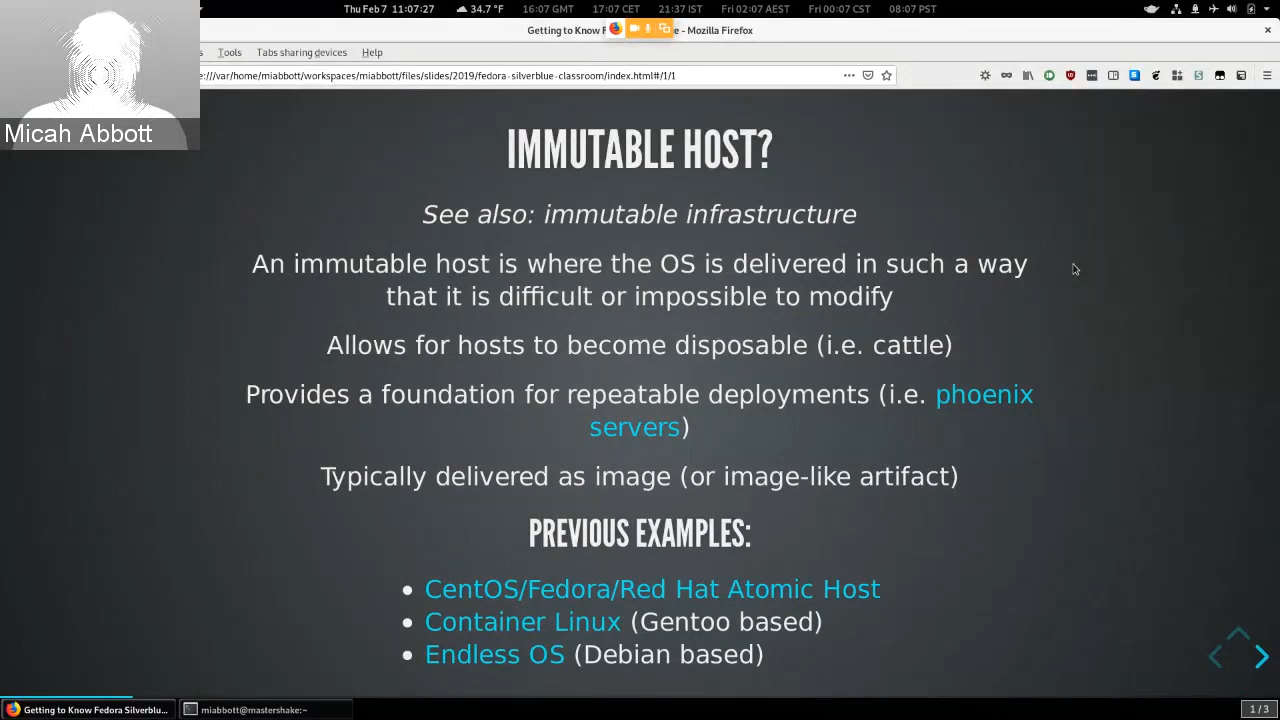 Thu Feb 7 11:07:27 34.7 °F 16:07 GMT 17:07 CET 21:37 IST Fri 02:07 AEST Fri 00:07 CST 08:07 PST
Getting to Know F e - Mozilla Firefox
Tools Tabs sharing devices Help
e:///var/home/miabbott/workspaces/miabbott/files/slides/2019/fedora-silverblue-classroom/index.html#/1/1
Micah Abbott
IMMUTABLE HOST?
See also: immutable infrastructure
An immutable host is where the OS is delivered in such a way
that it is difficult or impossible to modify
Allows for hosts to become disposable (i.e. cattle)
Provides a foundation for repeatable deployments (i.e. phoenix
servers)
Typically delivered as image (or image-like artifact)
PREVIOUS EXAMPLES:
• CentOS/Fedora/Red Hat Atomic Host
• Container Linux (Gentoo based)
• Endless OS (Debian based)
Getting to Know Fedora Silverblu... miabbott@mastershake:~ 1 / 3